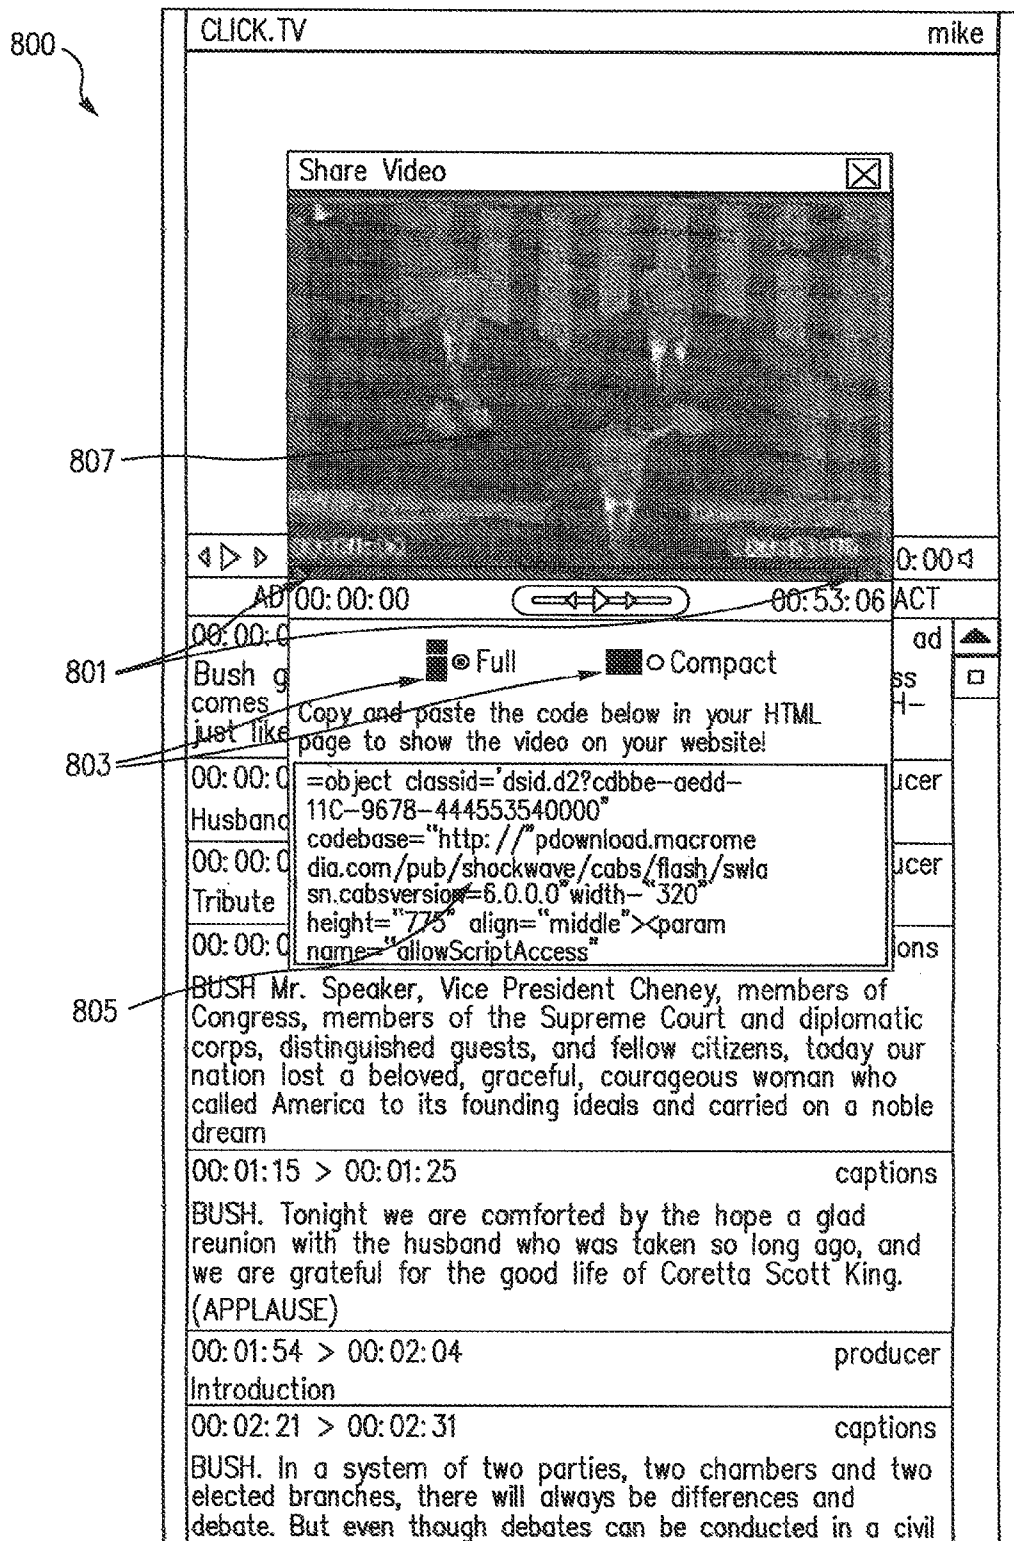 800
CLICK.TV mike
Share Video
807
0:00
AD 00:00:00 00:53:06 ACT
00:00:0 ad
801
Full Compact
Bush g ss
comes H-
just like
Copy and paste the code below in your HTML
page to show the video on your website!
803
00:00:0 ucer
Husband
=object classid='dsid.d2?cdbbe-aedd-
11C-9678-444553540000"
codebase="http://"pdownload.macrome
dia.com/pub/shockwave/cabs/flash/swla
sn.cabsversion=6.0.0.0"width-"320"
height="775" align="middle"><param
name="allowScriptAccess"
00:00:0 ucer
Tribute
00:00:0 ions
805
BUSH Mr. Speaker, Vice President Cheney, members of
Congress, members of the Supreme Court and diplomatic
corps, distinguished guests, and fellow citizens, today our
nation lost a beloved, graceful, courageous woman who
called America to its founding ideals and carried on a noble
dream
00:01:15 > 00:01:25 captions
BUSH. Tonight we are comforted by the hope a glad
reunion with the husband who was taken so long ago, and
we are grateful for the good life of Coretta Scott King.
(APPLAUSE)
00:01:54 > 00:02:04 producer
Introduction
00:02:21 > 00:02:31 captions
BUSH. In a system of two parties, two chambers and two
elected branches, there will always be differences and
debate. But even though debates can be conducted in a civil